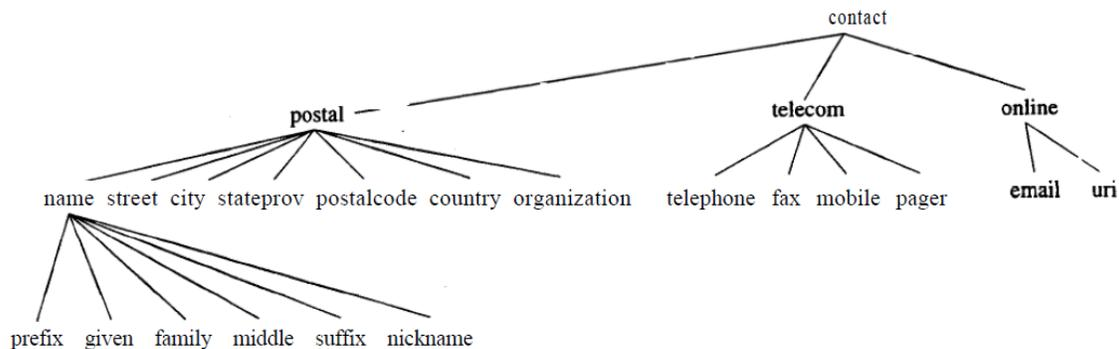 contact
postal telecom online
name street city stateprov postalcode country organization telephone fax mobile pager email uri
prefix given family middle suffix nickname